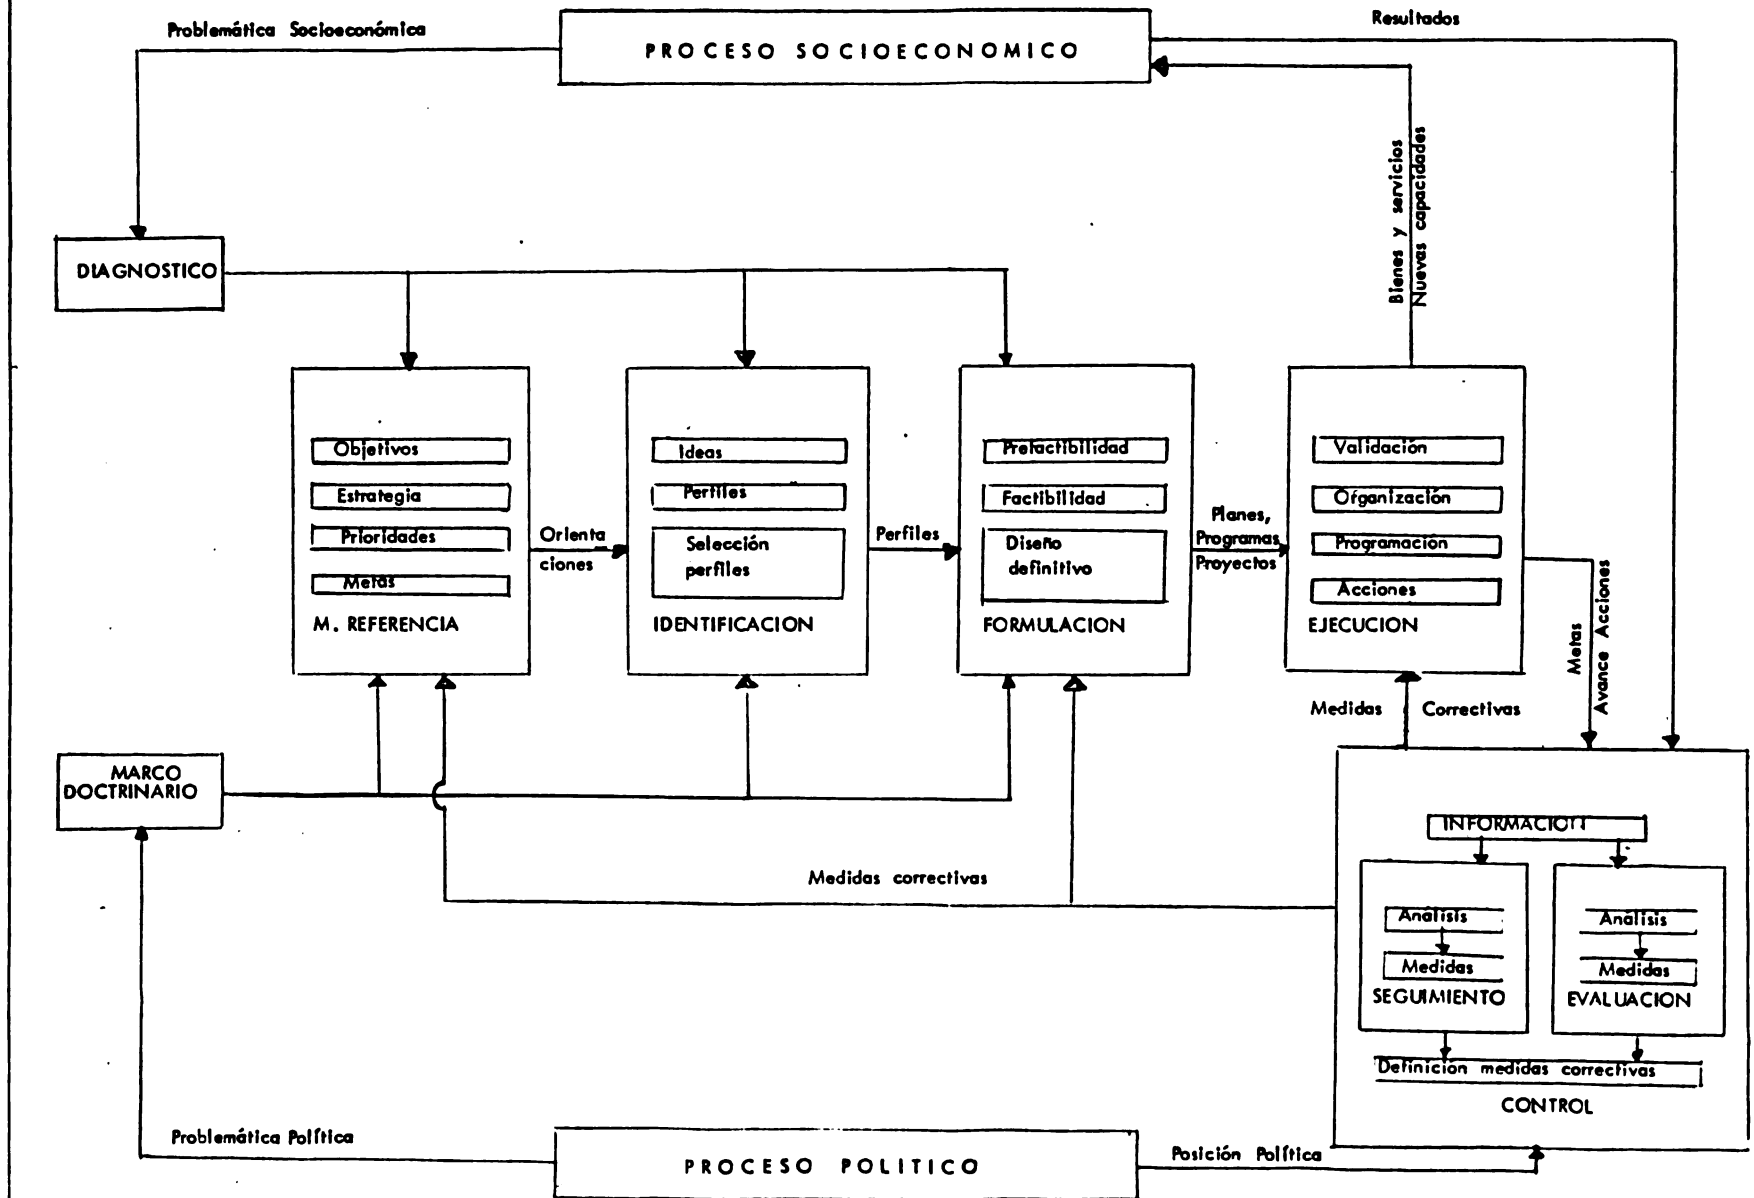 Problemática Socioeconómica
PROCESO SOCIOECONOMICO
Resultados
Bienes y servicios
Nuevas capacidades
DIAGNOSTICO
Objetivos
Estrategia
Prioridades
Metas
M. REFERENCIA
Orienta
ciones
Ideas
Perfiles
Selección
perfiles
IDENTIFICACION
Perfiles
Prefactibilidad
Factibilidad
Diseño
definitivo
FORMULACION
Planes,
Programas
Proyectos
Validación
Organización
Programación
Acciones
EJECUCION
Metas
Avance Acciones
Medidas Correctivas
MARCO
DOCTRINARIO
Medidas correctivas
INFORMACION
Análisis
Medidas
SEGUIMIENTO
Análisis
Medidas
EVALUACION
Definición medidas correctivas
CONTROL
Problemática Política
PROCESO POLITICO
Posición Política